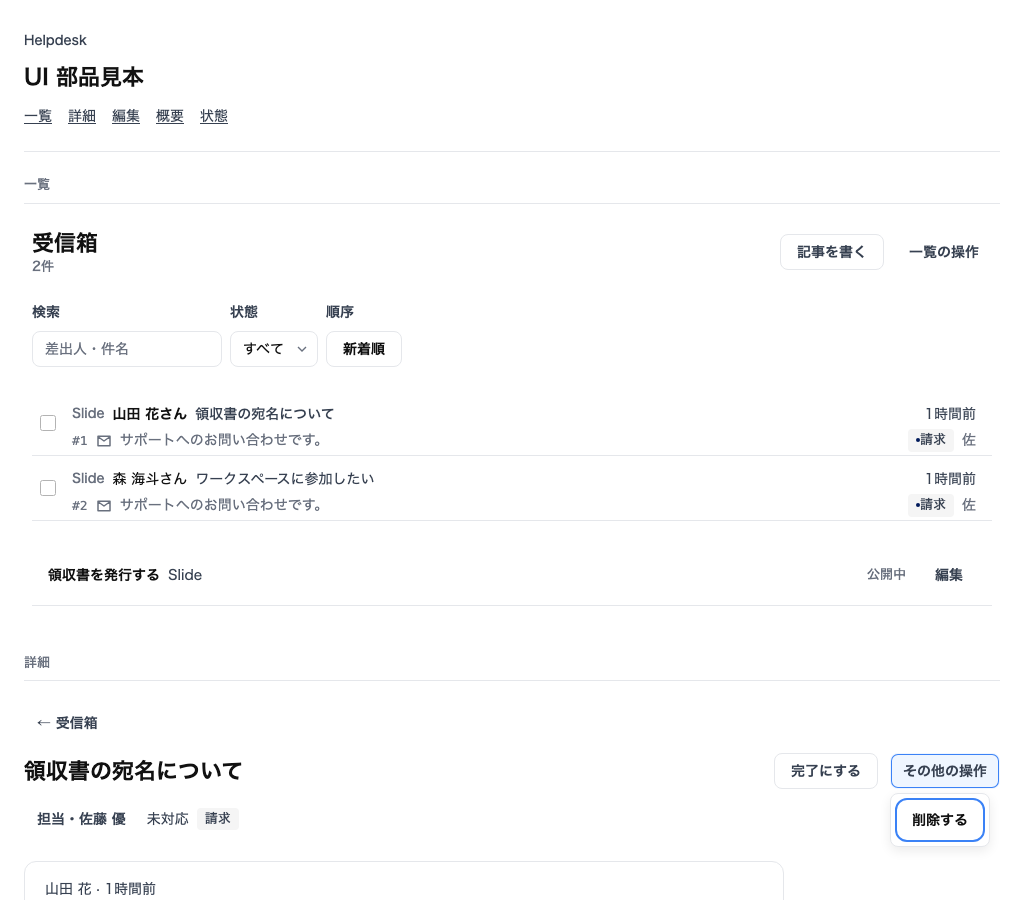 Helpdesk
UI 部品見本
一覧 詳細 編集 概要 状態
一覧
受信箱
2件
記事を書く 一覧の操作
検索 状態 順序
差出人・件名 すべて 新着順
Slide 山田 花さん 領収書の宛名について 1時間前
#1 サポートへのお問い合わせです。 •請求 佐
Slide 森 海斗さん ワークスペースに参加したい 1時間前
#2 サポートへのお問い合わせです。 •請求 佐
領収書を発行する Slide 公開中 編集
詳細
← 受信箱
領収書の宛名について 完了にする その他の操作
担当・佐藤 優 未対応 請求 削除する
山田 花 · 1時間前